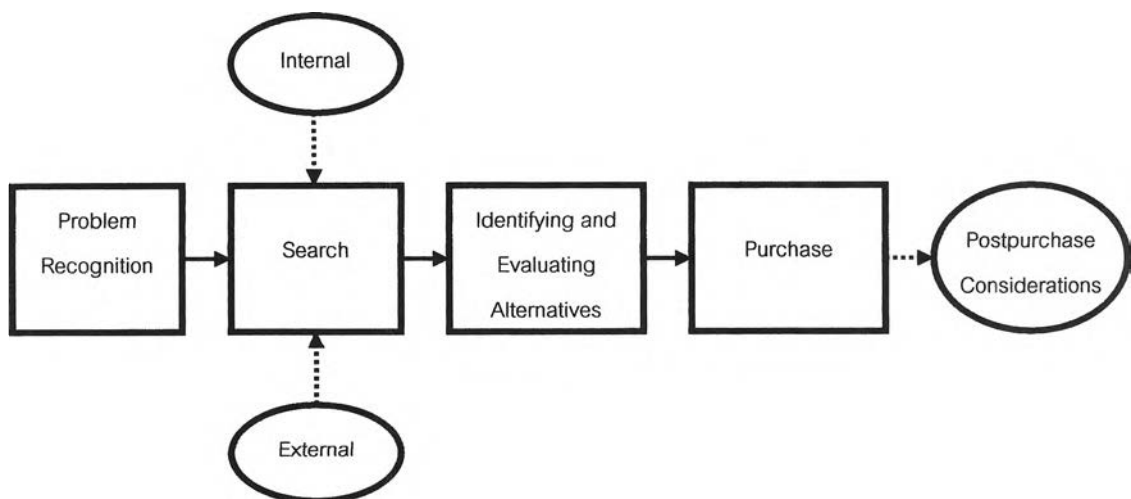 Internal
Problem
Recognition
Search
Identifying and
Evaluating
Alternatives
Purchase
Postpurchase
Considerations
External